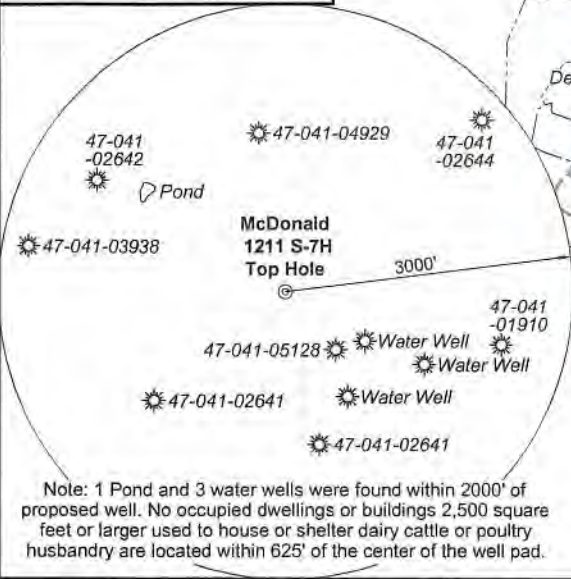 De
47-041-04929
47-041
-02644
47-041
-02642
Pond
47-041-03938
McDonald
1211 S-7H
Top Hole
3000'
47-041
-01910
47-041-05128
Water Well
Water Well
47-041-02641
Water Well
47-041-02641
Note: 1 Pond and 3 water wells were found within 2000' of
proposed well. No occupied dwellings or buildings 2,500 square
feet or larger used to house or shelter dairy cattle or poultry
husbandry are located within 625' of the center of the well pad.